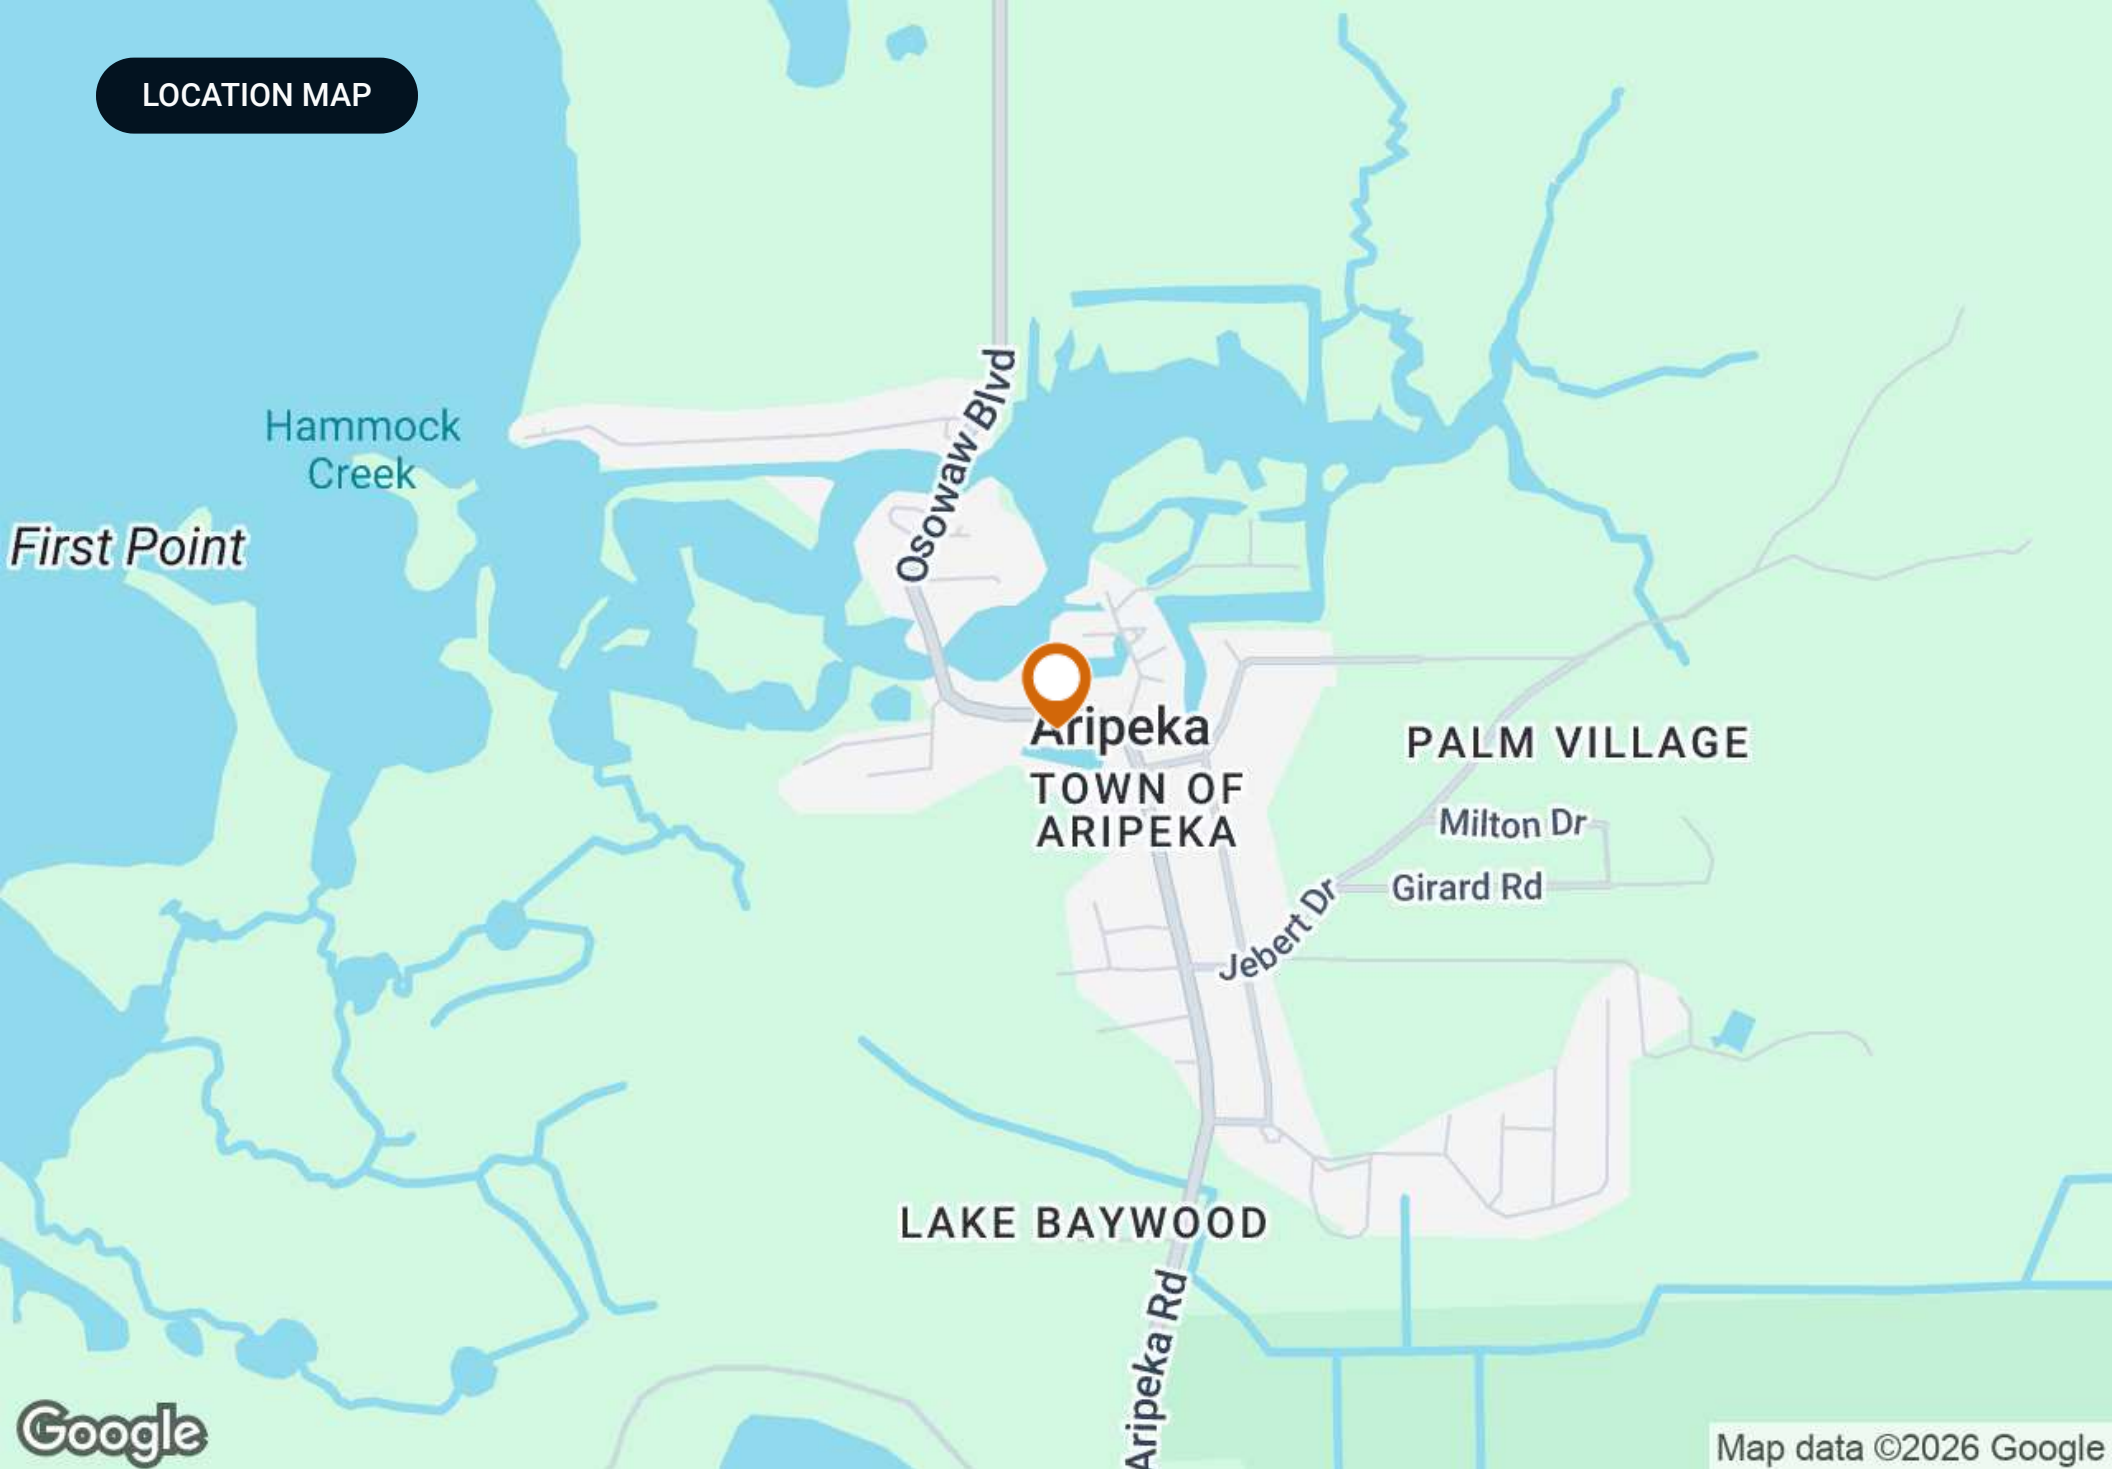 LOCATION MAP
Osowaw Blvd
Hammock
Creek
First Point
Aripeka
TOWN OF
ARIPEKA
PALM VILLAGE
Milton Dr
Girard Rd
Jebert Dr
LAKE BAYWOOD
Aripeka Rd
Google
Map data ©2026 Google